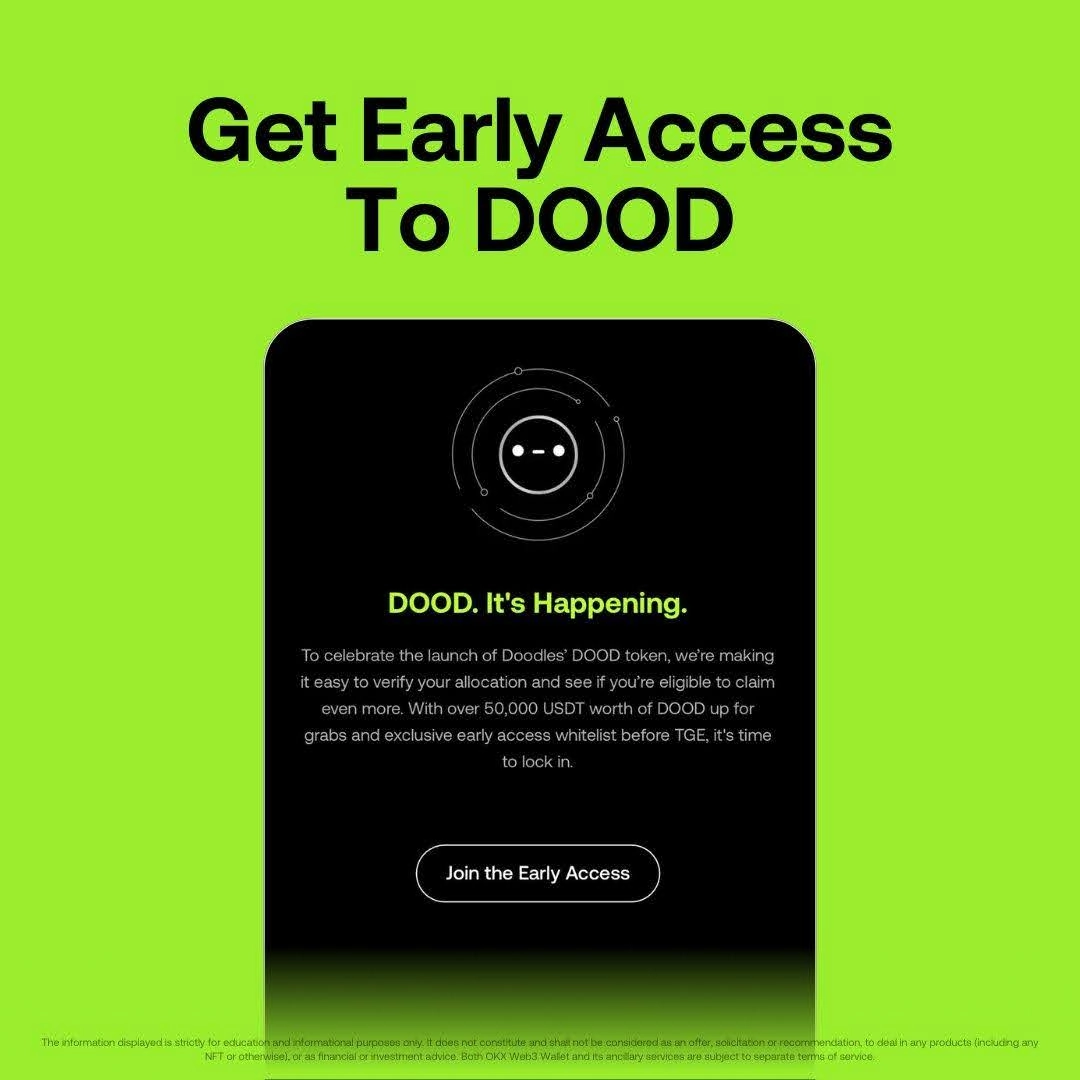 Get Early Access
To DOOD
DOOD. It's Happening.
To celebrate the launch of Doodles’ DOOD token, we’re making
it easy to verify your allocation and see if you’re eligible to claim
even more. With over 50,000 USDT worth of DOOD up for
grabs and exclusive early access whitelist before TGE, it's time
to lock in.
Join the Early Access
The information displayed is strictly for education and informational purposes only. It does not constitute and shall not be considered as an offer, solicitation or recommendation, to deal in any products (including any
NFT or otherwise), or as financial or investment advice. Both OKX Web3 Wallet and its ancillary services are subject to separate terms of service.